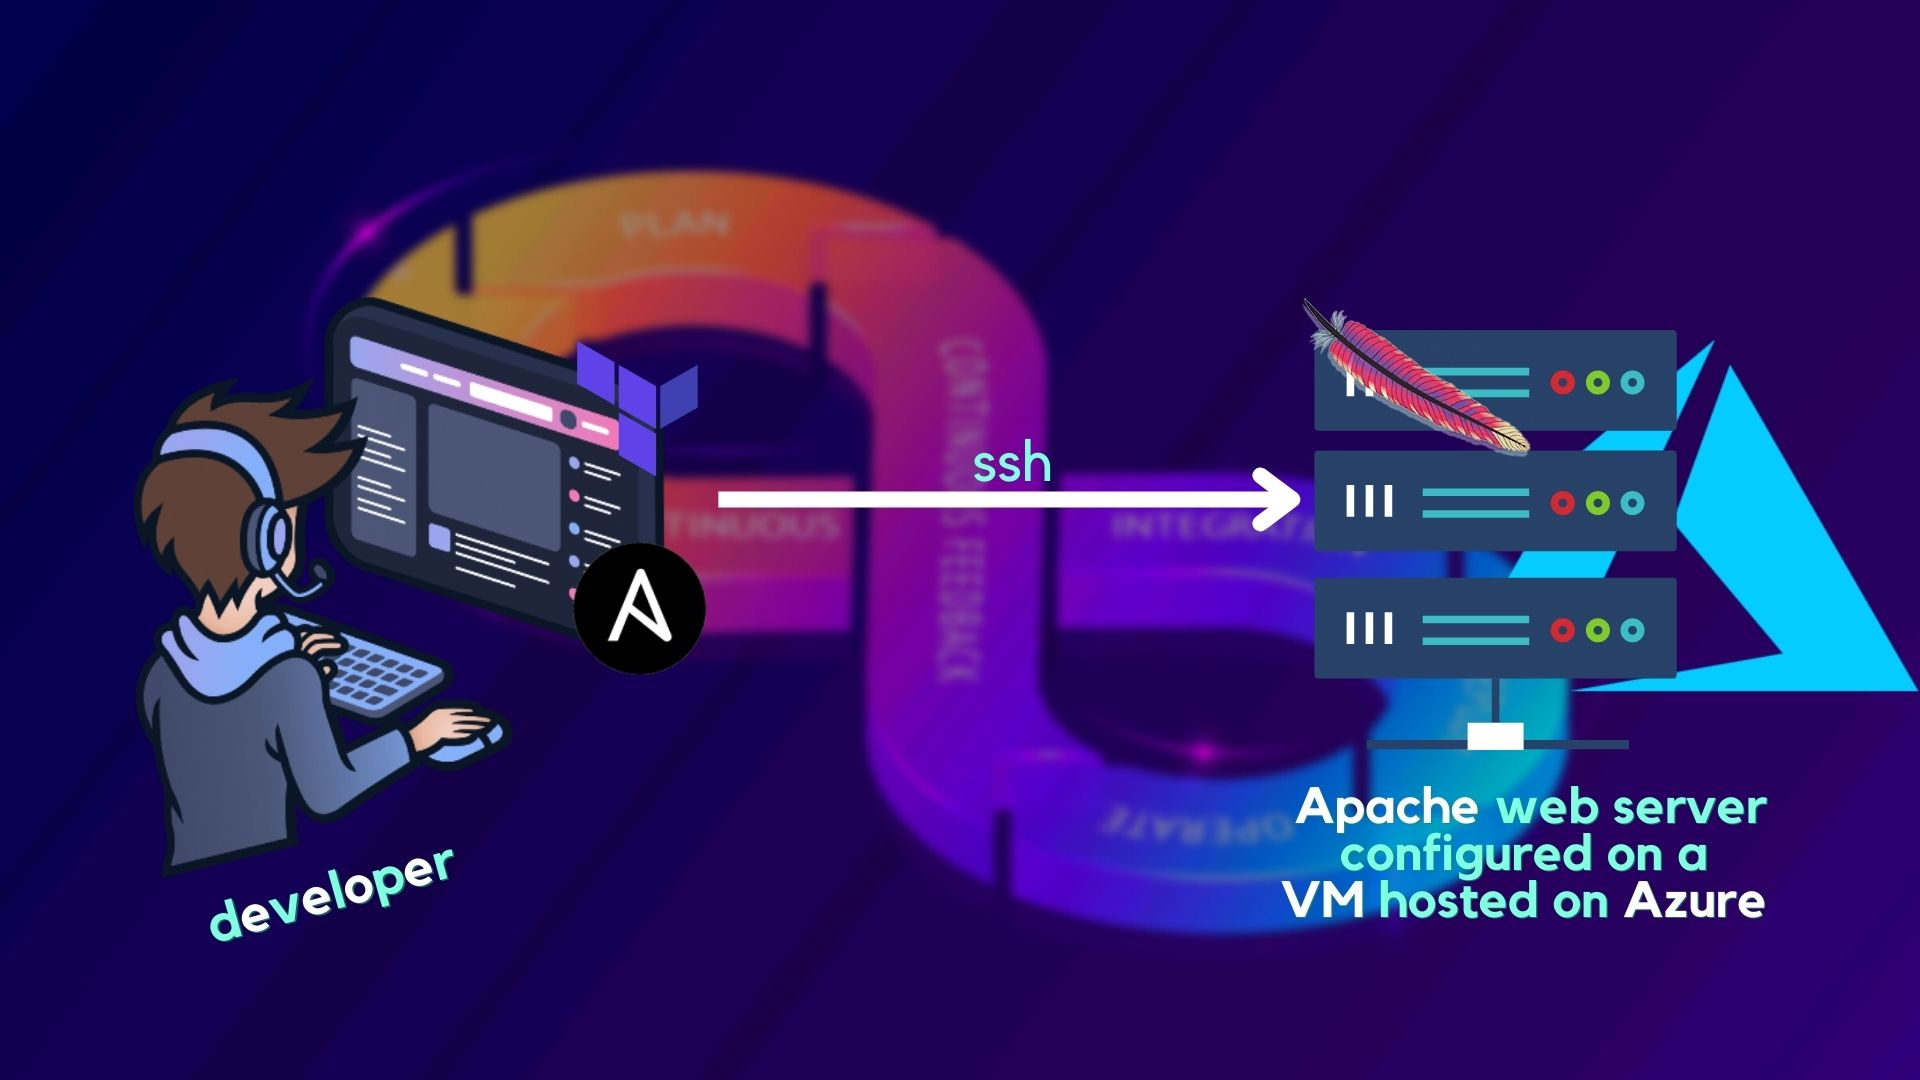 PLAN
CONTINUOUS FEEDBACK
ssh
TINUOUS
INTEGRAT
OPERATE
Apache web server
configured on a
VM hosted on Azure
developer